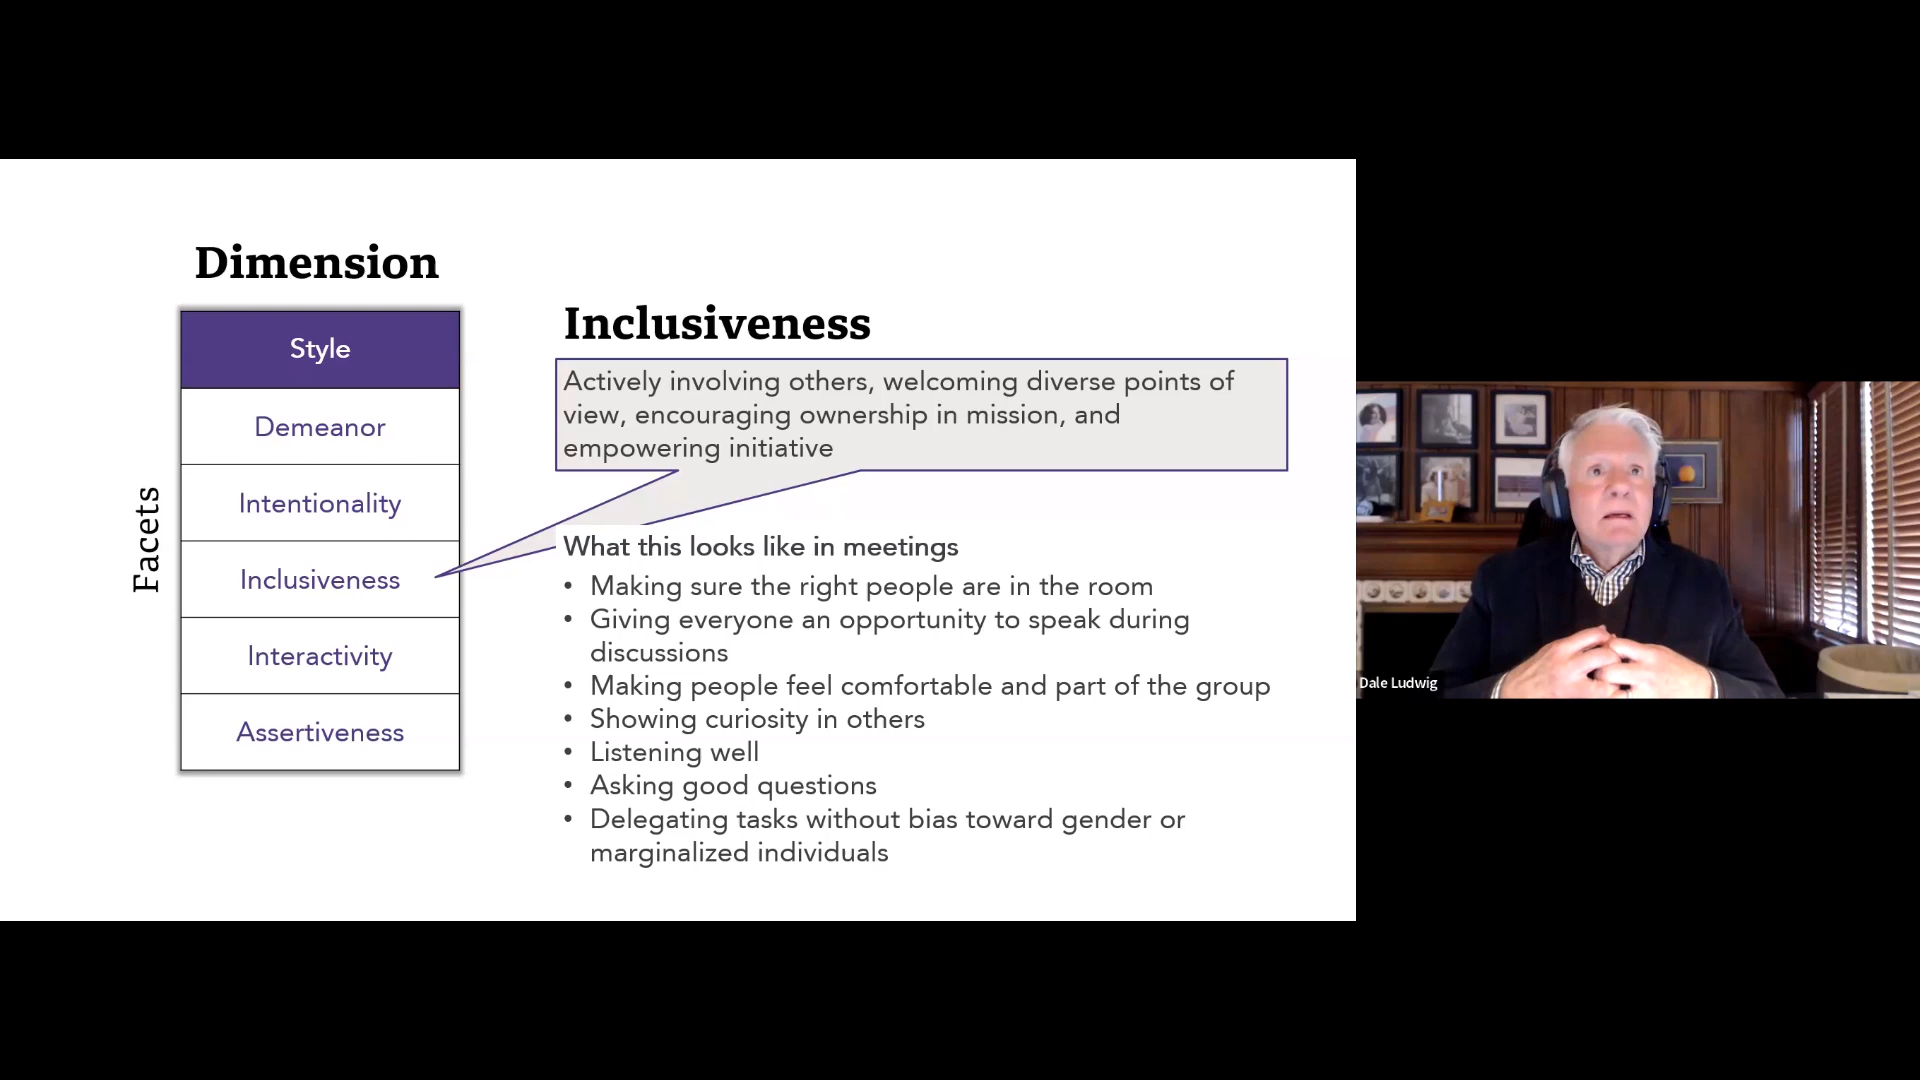 Dimension
Style
Demeanor
Intentionality
Inclusiveness
Interactivity
Assertiveness
Facets
Inclusiveness
Actively involving others, welcoming diverse points of
view, encouraging ownership in mission, and
empowering initiative
What this looks like in meetings
• Making sure the right people are in the room
• Giving everyone an opportunity to speak during
discussions
• Making people feel comfortable and part of the group
• Showing curiosity in others
• Listening well
• Asking good questions
• Delegating tasks without bias toward gender or
marginalized individuals
Dale Ludwig